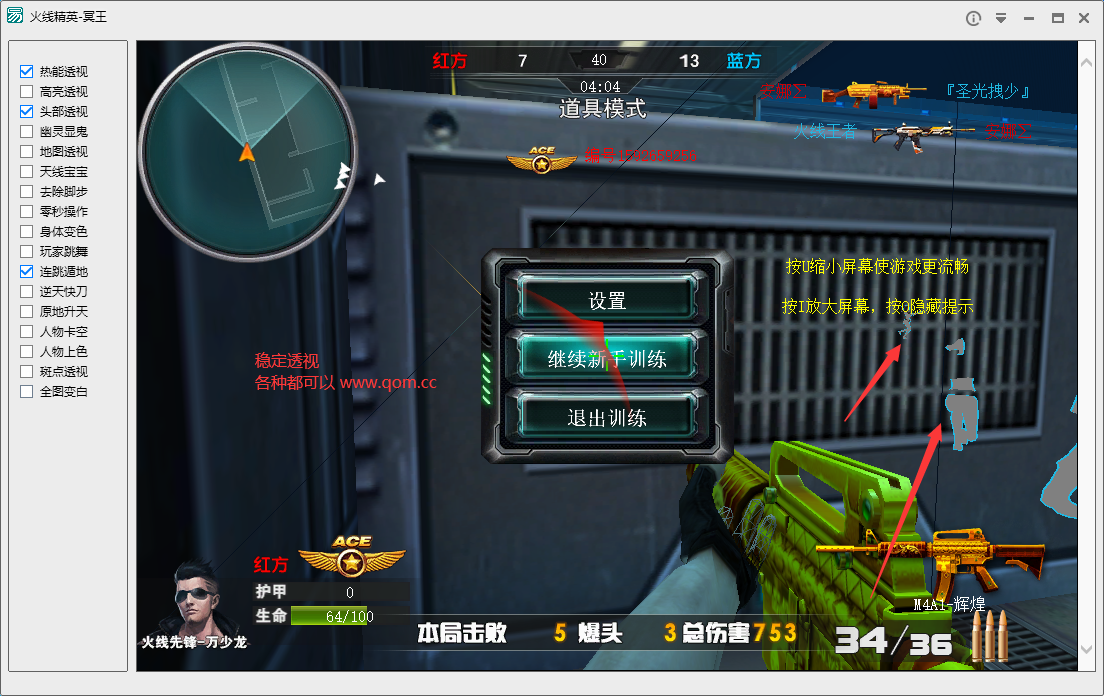 火线精英-冥王
热能透视
高亮透视
头部透视
幽灵显鬼
地图透视
天线宝宝
去除脚步
零秒操作
身体变色
玩家跳舞
连跳遁地
逆天快刀
原地升天
人物卡空
人物上色
斑点透视
全图变白
红方 7 40 13 蓝方
04:04
道具模式
『圣光拽少』
火线王者
ACE
按U缩小屏幕使游戏更流畅
按I放大屏幕，按O隐藏提示
设置
继续新手训练
退出训练
稳定透视
各种都可以 www.qom.cc
ACE
红方
护甲 0
生命 64/100
火线先锋-万少龙
本局击败 5 爆头 3 总伤害753
M4A1-辉煌
34/36